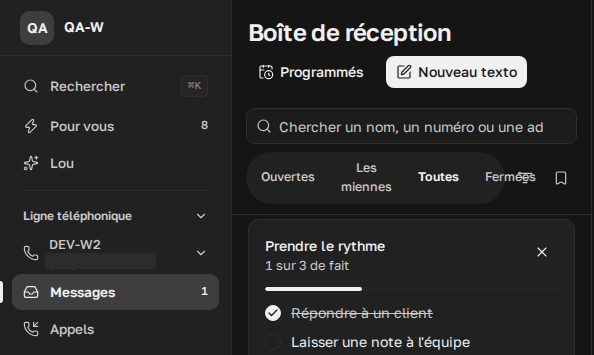 QA QA-W
Rechercher ⌘K
Pour vous 8
Lou
Ligne téléphonique
DEV-W2
Messages 1
Appels
Boîte de réception
Programmés Nouveau texto
Chercher un nom, un numéro ou une ad
Ouvertes Les miennes Toutes Fermées
Prendre le rythme
1 sur 3 de fait
Répondre à un client
Laisser une note à l'équipe